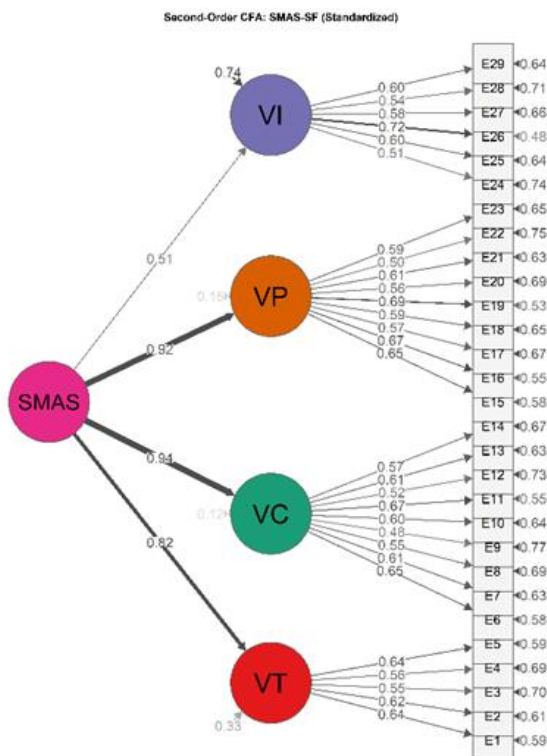 Second-Order CFA: SMAS-SF (Standardized)
0.74
VI
0.60
0.54
0.58
0.72
0.60
0.51
E29 0.64
E28 0.71
E27 0.66
E26 0.48
E25 0.64
E24 0.74
0.51
0.15
VP
0.59
0.50
0.61
0.56
0.69
0.59
0.57
0.67
0.65
E23 0.65
E22 0.75
E21 0.63
E20 0.69
E19 0.53
E18 0.65
E17 0.67
E16 0.55
E15 0.58
0.92
SMAS
0.94
0.12
VC
0.57
0.61
0.52
0.67
0.60
0.48
0.55
0.61
0.65
E14 0.67
E13 0.63
E12 0.73
E11 0.55
E10 0.64
E9 0.77
E8 0.69
E7 0.63
E6 0.58
0.82
VT
0.33
0.64
0.56
0.55
0.62
0.64
E5 0.59
E4 0.69
E3 0.70
E2 0.61
E1 0.59